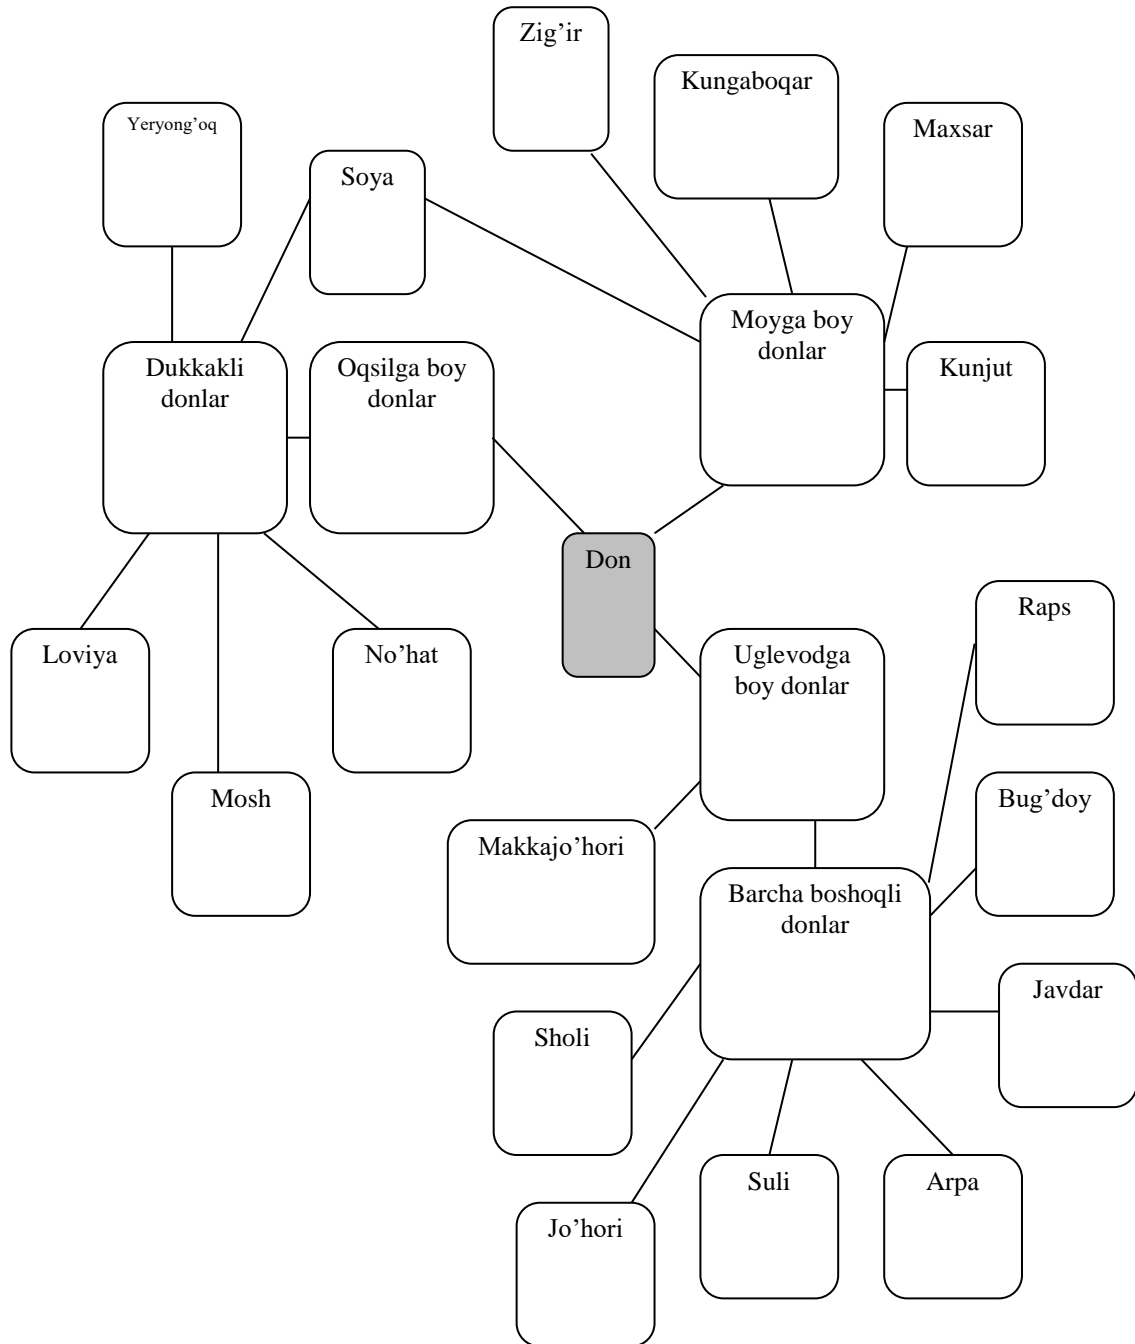 Zig’ir
Kungaboqar
Yeryong’oq
Maxsar
Soya
Moyga boy
donlar
Dukkakli
donlar
Oqsilga boy
donlar
Kunjut
Don
Raps
Loviya
No’hat
Uglevodga
boy donlar
Mosh
Bug’doy
Makkajo’hori
Barcha boshoqli
donlar
Javdar
Sholi
Suli
Arpa
Jo’hori